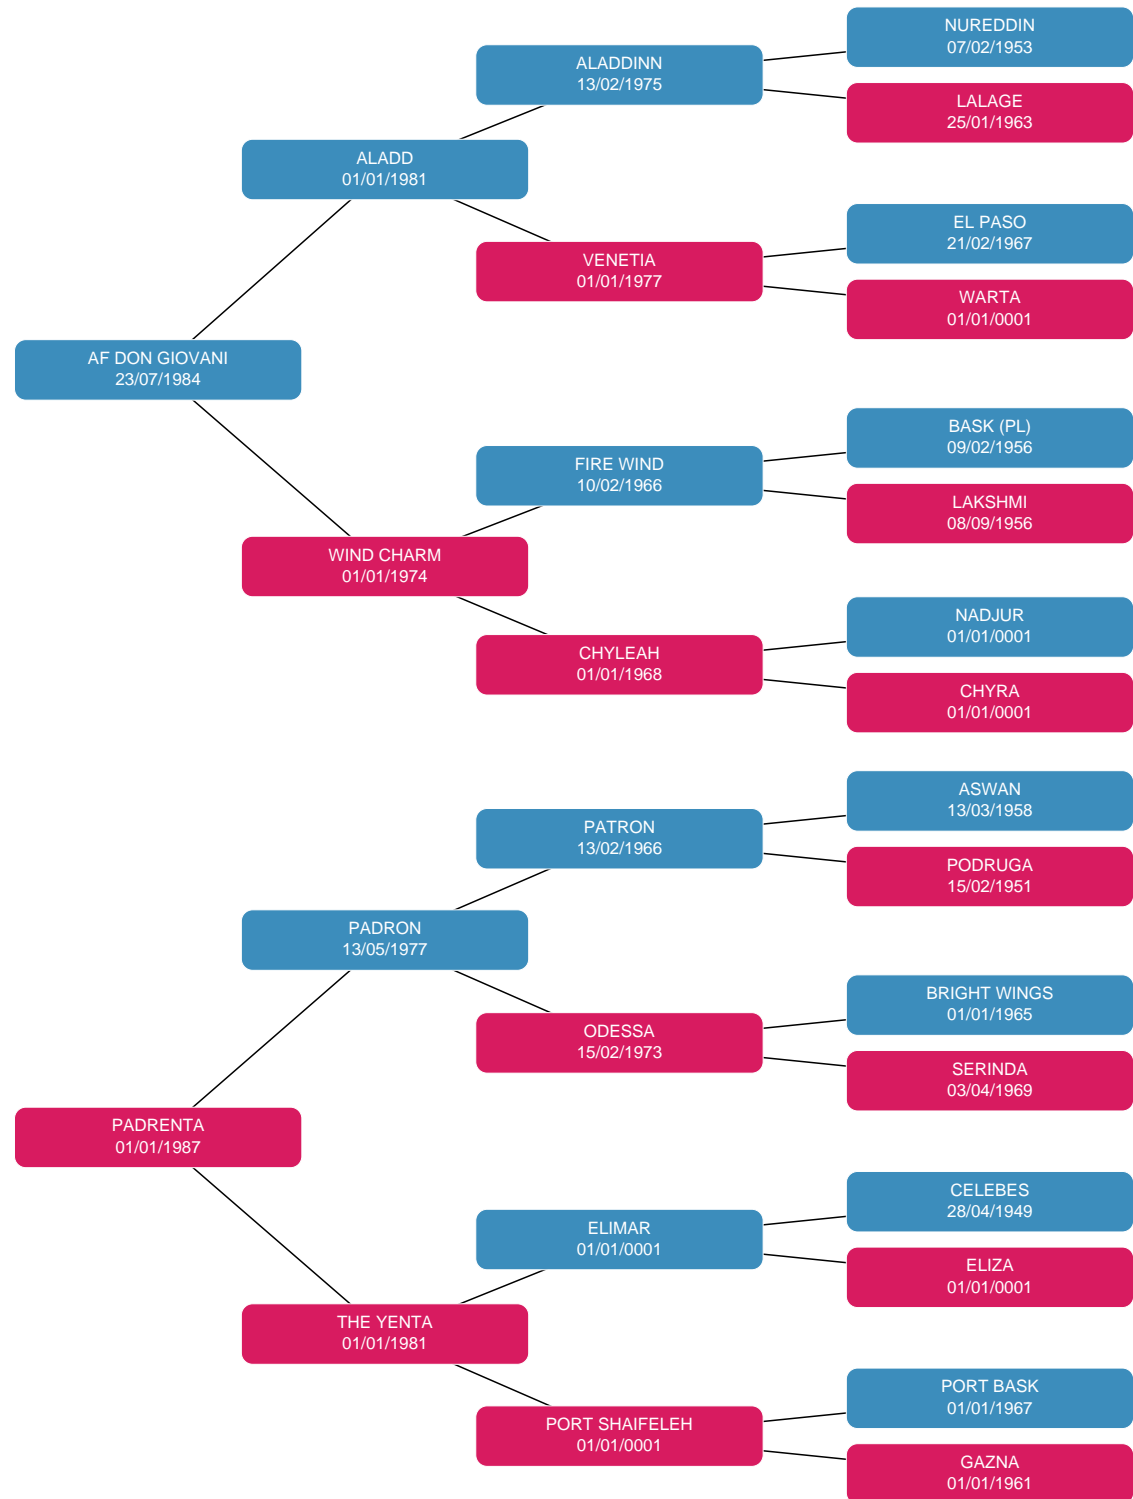 NUREDDIN
07/02/1953
ALADDINN
13/02/1975
LALAGE
25/01/1963
ALADD
01/01/1981
EL PASO
21/02/1967
VENETIA
01/01/1977
WARTA
01/01/0001
AF DON GIOVANI
23/07/1984
BASK (PL)
09/02/1956
FIRE WIND
10/02/1966
LAKSHMI
08/09/1956
WIND CHARM
01/01/1974
NADJUR
01/01/0001
CHYLEAH
01/01/1968
CHYRA
01/01/0001
ASWAN
13/03/1958
PATRON
13/02/1966
PODRUGA
15/02/1951
PADRON
13/05/1977
BRIGHT WINGS
01/01/1965
ODESSA
15/02/1973
SERINDA
03/04/1969
PADRENTA
01/01/1987
CELEBES
28/04/1949
ELIMAR
01/01/0001
ELIZA
01/01/0001
THE YENTA
01/01/1981
PORT BASK
01/01/1967
PORT SHAIFELEH
01/01/0001
GAZNA
01/01/1961